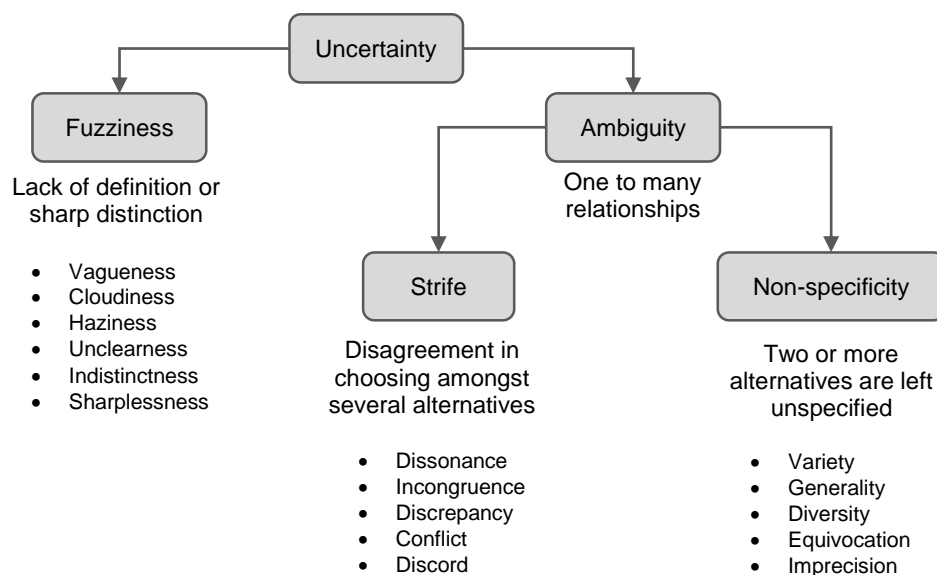 Uncertainty
Fuzziness
Ambiguity
Lack of definition or
sharp distinction
One to many
relationships
• Vagueness
• Cloudiness
• Haziness
• Unclearness
• Indistinctness
• Sharplessness
Strife
Non-specificity
Disagreement in
choosing amongst
several alternatives
Two or more
alternatives are left
unspecified
• Dissonance
• Incongruence
• Discrepancy
• Conflict
• Discord
• Variety
• Generality
• Diversity
• Equivocation
• Imprecision